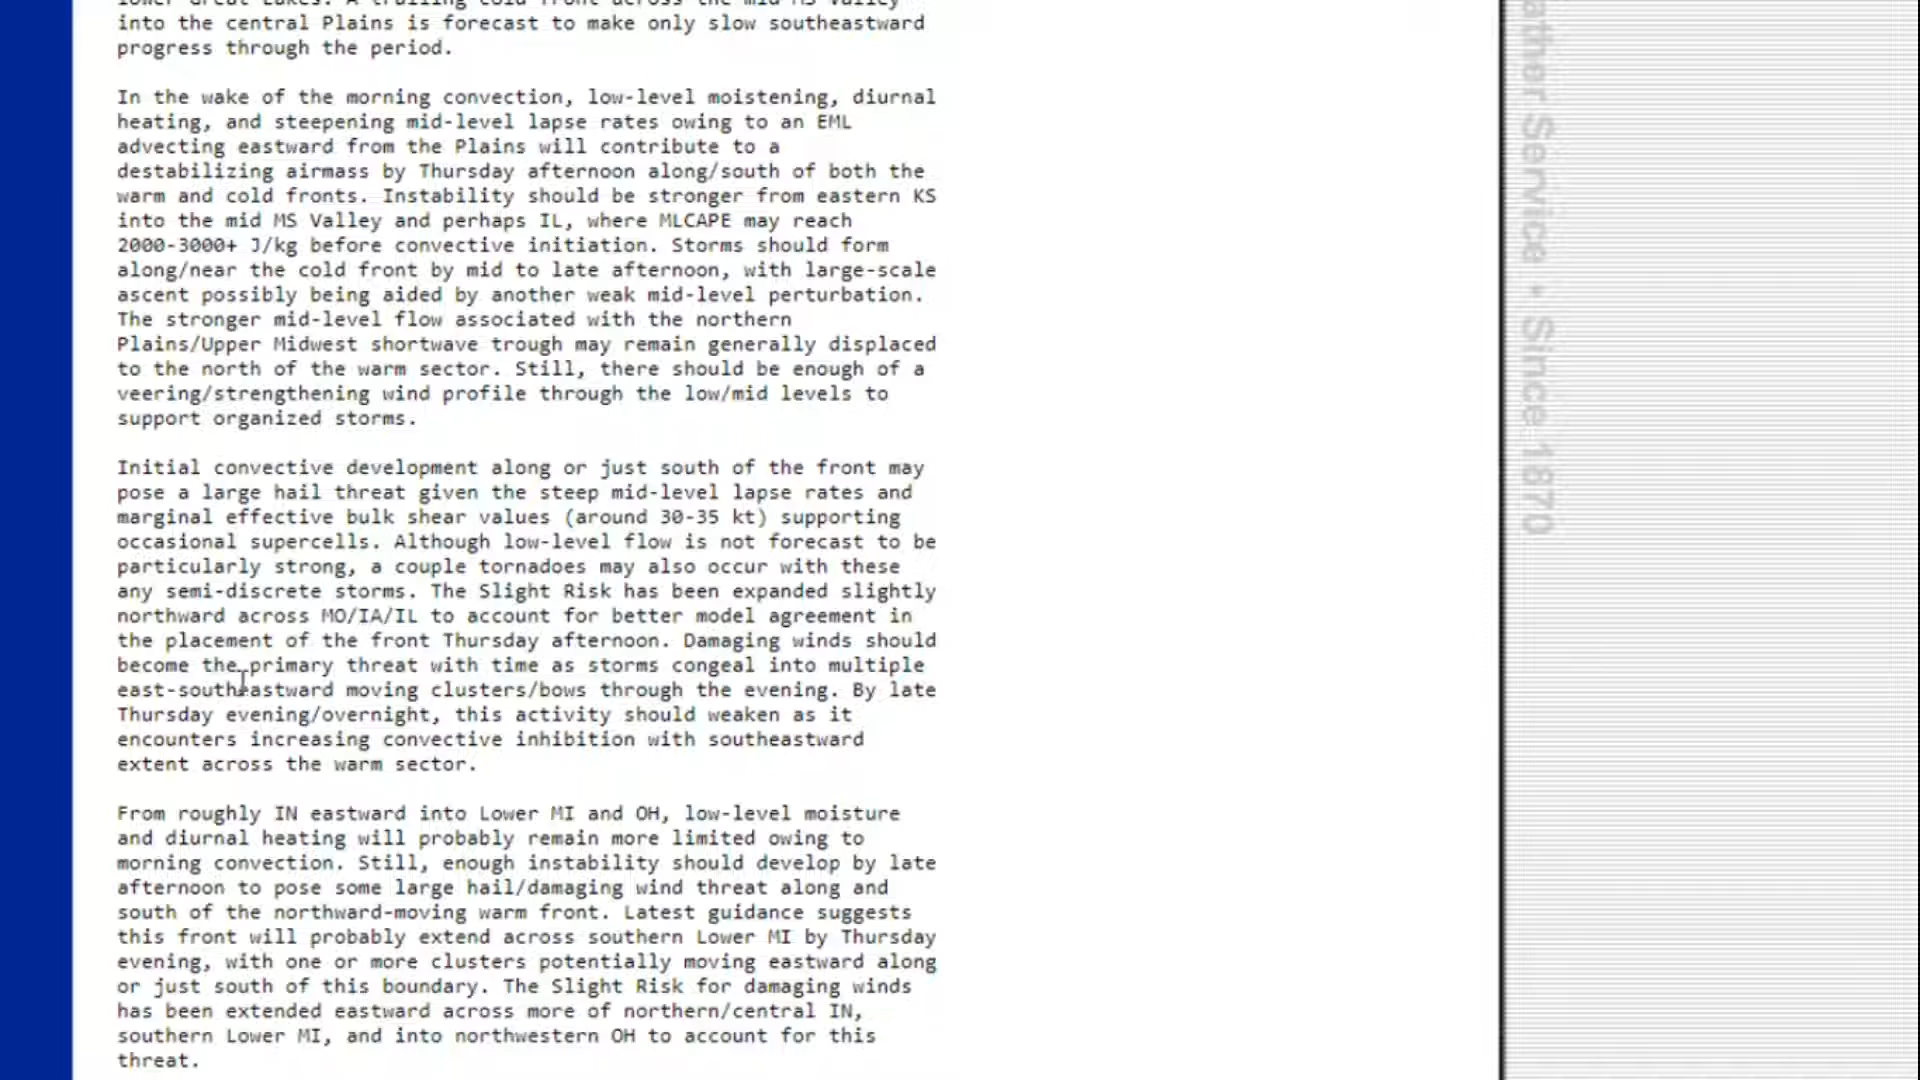 lower Great Lakes. A trailing cold front across the mid MS Valley
into the central Plains is forecast to make only slow southeastward
progress through the period.
In the wake of the morning convection, low-level moistening, diurnal
heating, and steepening mid-level lapse rates owing to an EML
advecting eastward from the Plains will contribute to a
destabilizing airmass by Thursday afternoon along/south of both the
warm and cold fronts. Instability should be stronger from eastern KS
into the mid MS Valley and perhaps IL, where MLCAPE may reach
2000-3000+ J/kg before convective initiation. Storms should form
along/near the cold front by mid to late afternoon, with large-scale
ascent possibly being aided by another weak mid-level perturbation.
The stronger mid-level flow associated with the northern
Plains/Upper Midwest shortwave trough may remain generally displaced
to the north of the warm sector. Still, there should be enough of a
veering/strengthening wind profile through the low/mid levels to
support organized storms.
Initial convective development along or just south of the front may
pose a large hail threat given the steep mid-level lapse rates and
marginal effective bulk shear values (around 30-35 kt) supporting
occasional supercells. Although low-level flow is not forecast to be
particularly strong, a couple tornadoes may also occur with these
any semi-discrete storms. The Slight Risk has been expanded slightly
northward across MO/IA/IL to account for better model agreement in
the placement of the front Thursday afternoon. Damaging winds should
become the primary threat with time as storms congeal into multiple
east-southeastward moving clusters/bows through the evening. By late
Thursday evening/overnight, this activity should weaken as it
encounters increasing convective inhibition with southeastward
extent across the warm sector.
From roughly IN eastward into Lower MI and OH, low-level moisture
and diurnal heating will probably remain more limited owing to
morning convection. Still, enough instability should develop by late
afternoon to pose some large hail/damaging wind threat along and
south of the northward-moving warm front. Latest guidance suggests
this front will probably extend across southern Lower MI by Thursday
evening, with one or more clusters potentially moving eastward along
or just south of this boundary. The Slight Risk for damaging winds
has been extended eastward across more of northern/central IN,
southern Lower MI, and into northwestern OH to account for this
threat.
ather Service • Since 1870